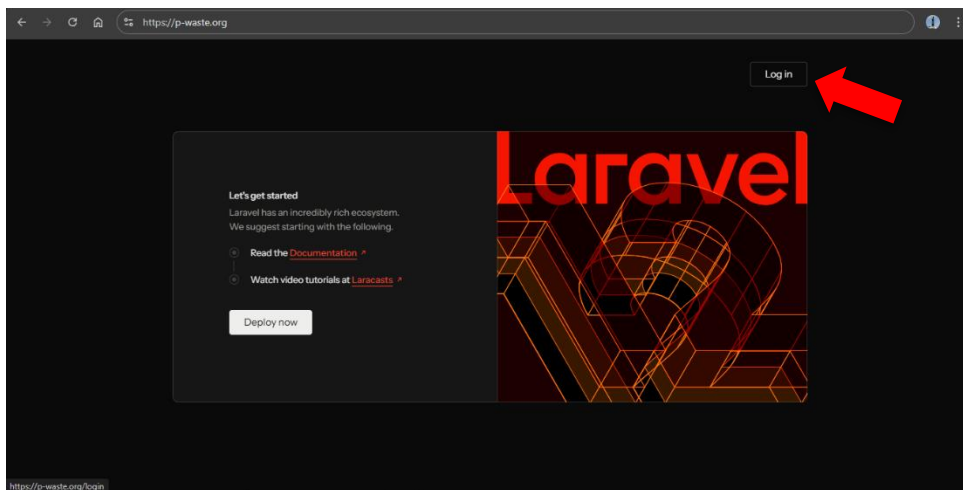 https://p-waste.org
Log in
Laravel
Let's get started
Laravel has an incredibly rich ecosystem.
We suggest starting with the following.
Read the Documentation ↗
Watch video tutorials at Laracasts ↗
Deploy now
https://p-waste.org/login